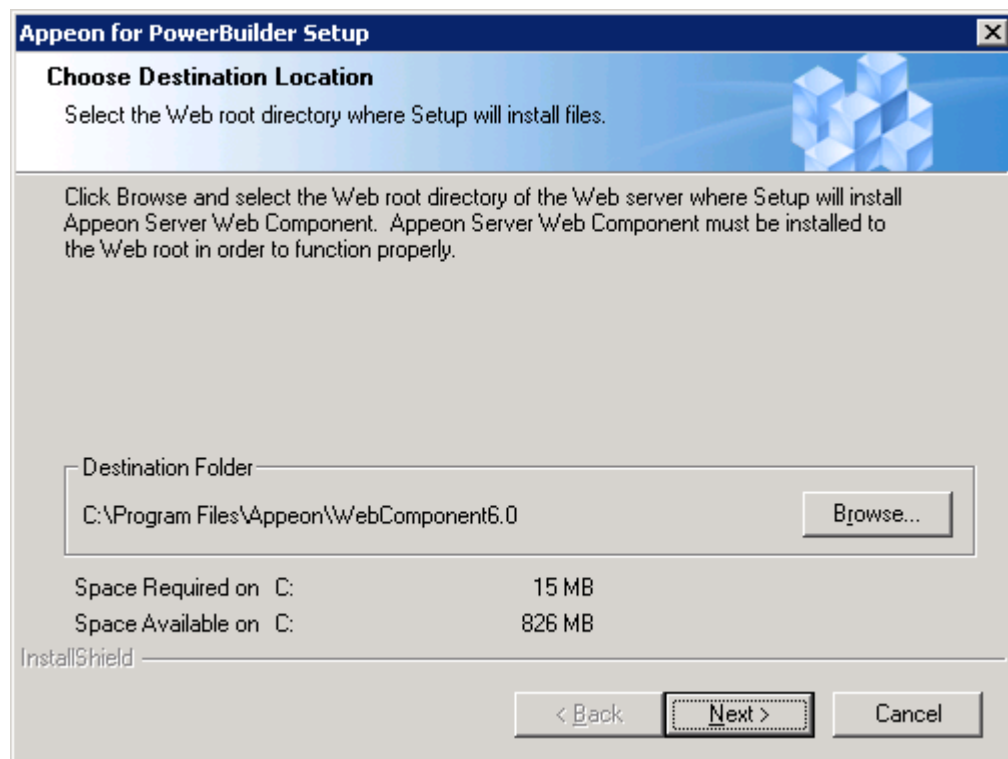 Appeon for PowerBuilder Setup
Choose Destination Location
Select the Web root directory where Setup will install files.
Click Browse and select the Web root directory of the Web server where Setup will install
Appeon Server Web Component.  Appeon Server Web Component must be installed to
the Web root in order to function properly.
Destination Folder
C:\Program Files\Appeon\WebComponent6.0
Browse...
Space Required on  C:
15 MB
Space Available on  C:
826 MB
InstallShield
< Back
Next >
Cancel